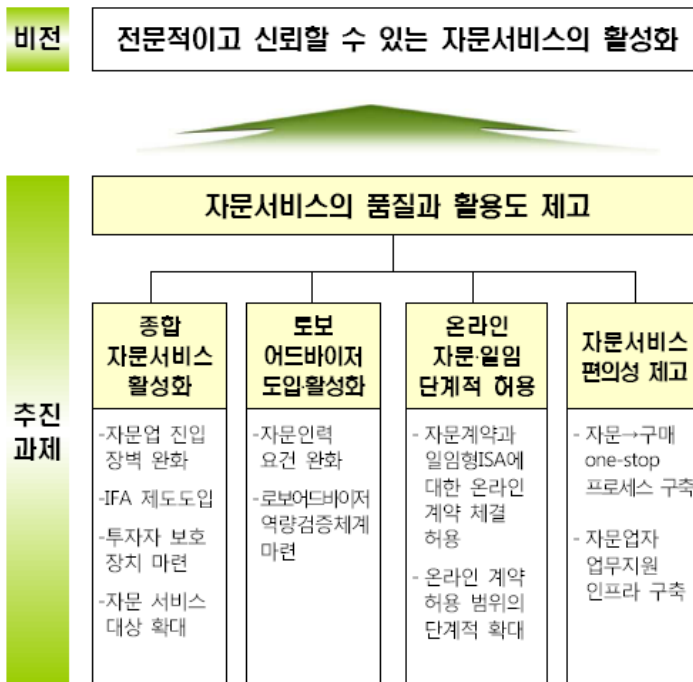 비전
전문적이고 신뢰할 수 있는 자문서비스의 활성화
추진
과제
자문서비스의 품질과 활용도 제고
종합
자문서비스
활성화
-자문업 진입
장벽 완화
-IFA 제도도입
-투자자 보호
장치 마련
-자문 서비스
대상 확대
로보
어드바이저
도입·활성화
-자문인력
요건 완화
-로보어드바이저
역량검증체계
마련
온라인
자문·일임
단계적 허용
- 자문계약과
일임형ISA에
대한 온라인
계약 체결
허용
- 온라인 계약
허용 범위의
단계적 확대
자문서비스
편의성 제고
- 자문→구매
one-stop
프로세스 구축
- 자문업자
업무지원
인프라 구축